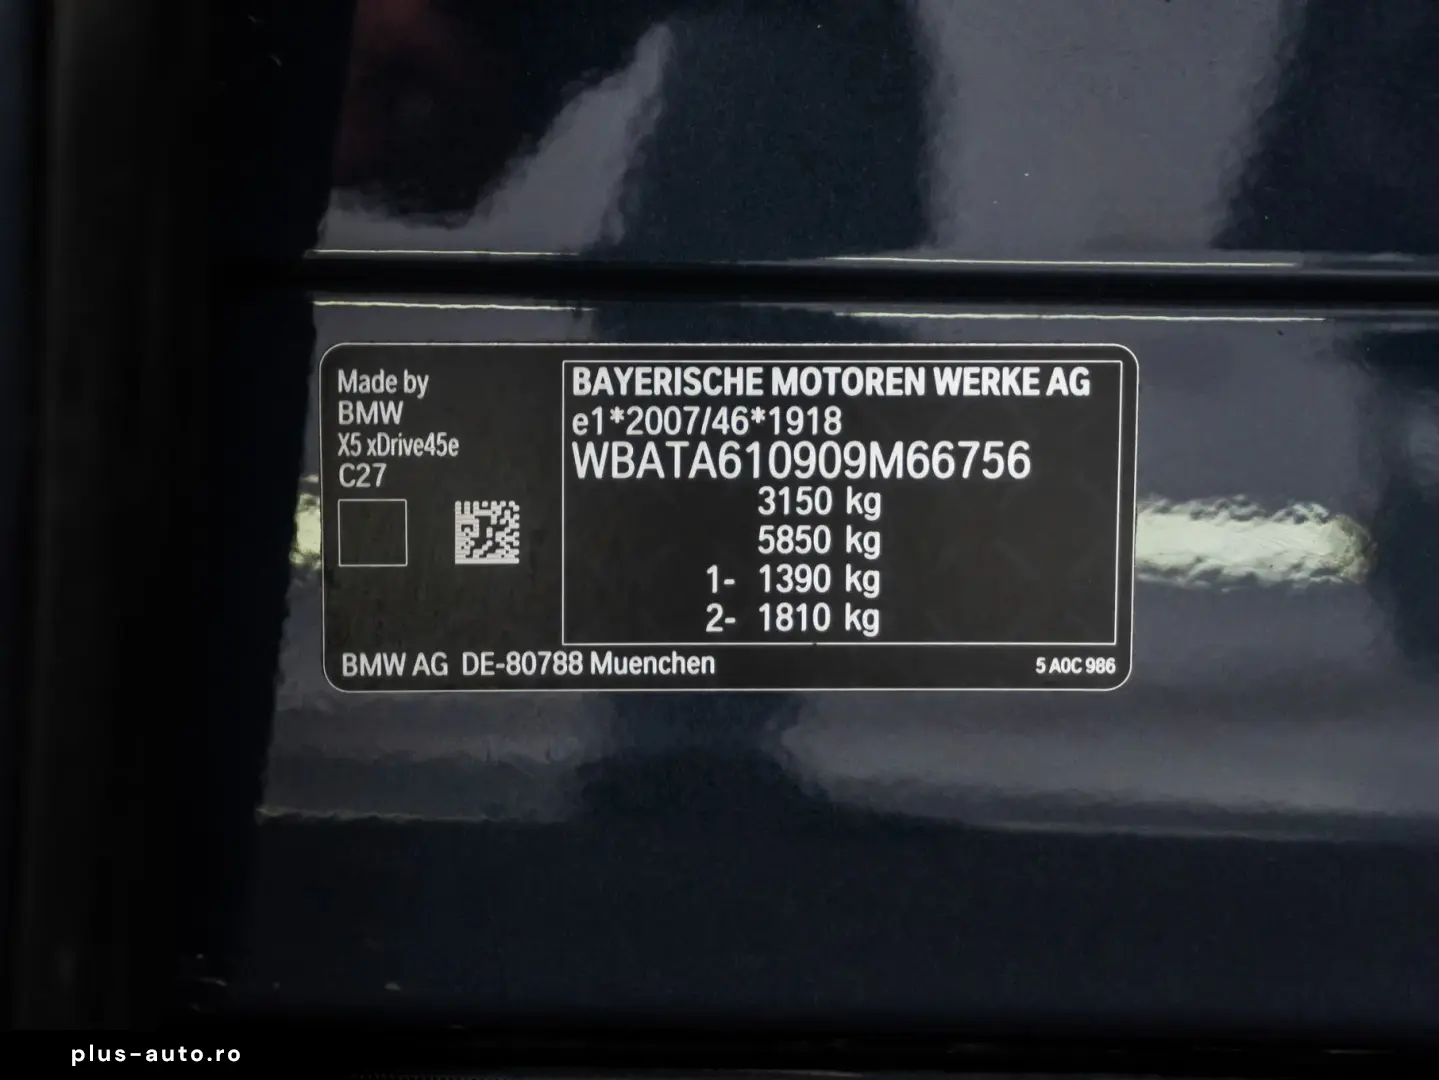 Made by
BMW
X5 xDrive45e
C27
BAYERISCHE MOTOREN WERKE AG
e1*2007/46*1918
WBATA610909M66756
3150 kg
5850 kg
1- 1390 kg
2- 1810 kg
BMW AG DE-80788 Muenchen
5 A0C 986
plus-auto.ro